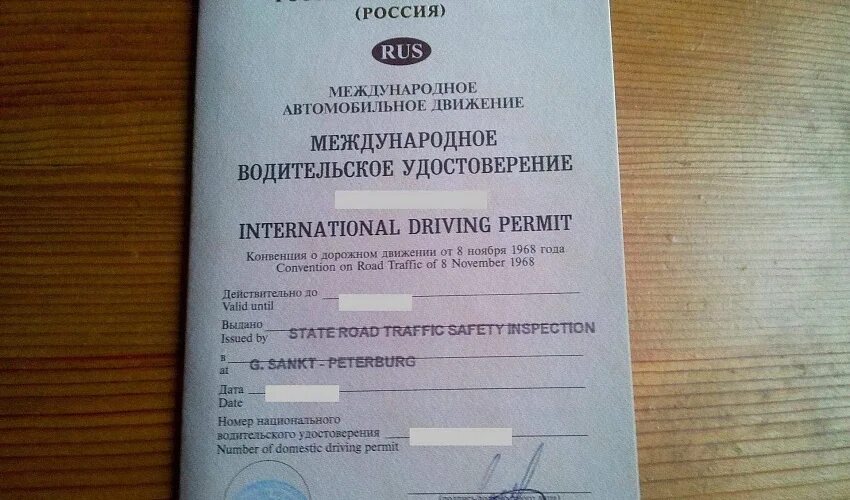 (РОССИЯ)
RUS
МЕЖДУНАРОДНОЕ
АВТОМОБИЛЬНОЕ ДВИЖЕНИЕ
МЕЖДУНАРОДНОЕ
ВОДИТЕЛЬСКОЕ УДОСТОВЕРЕНИЕ
INTERNATIONAL DRIVING PERMIT
Конвенция о дорожном движении от 8 ноября 1968 года
Convention on Road Traffic of 8 November 1968
Действительно до
Valid until
Выдано
Issued by STATE ROAD TRAFFIC SAFETY INSPECTION
в
at G. SANKT - PETERBURG
Дата
Date
Номер национального
водительского удостоверения
Number of domestic driving permit